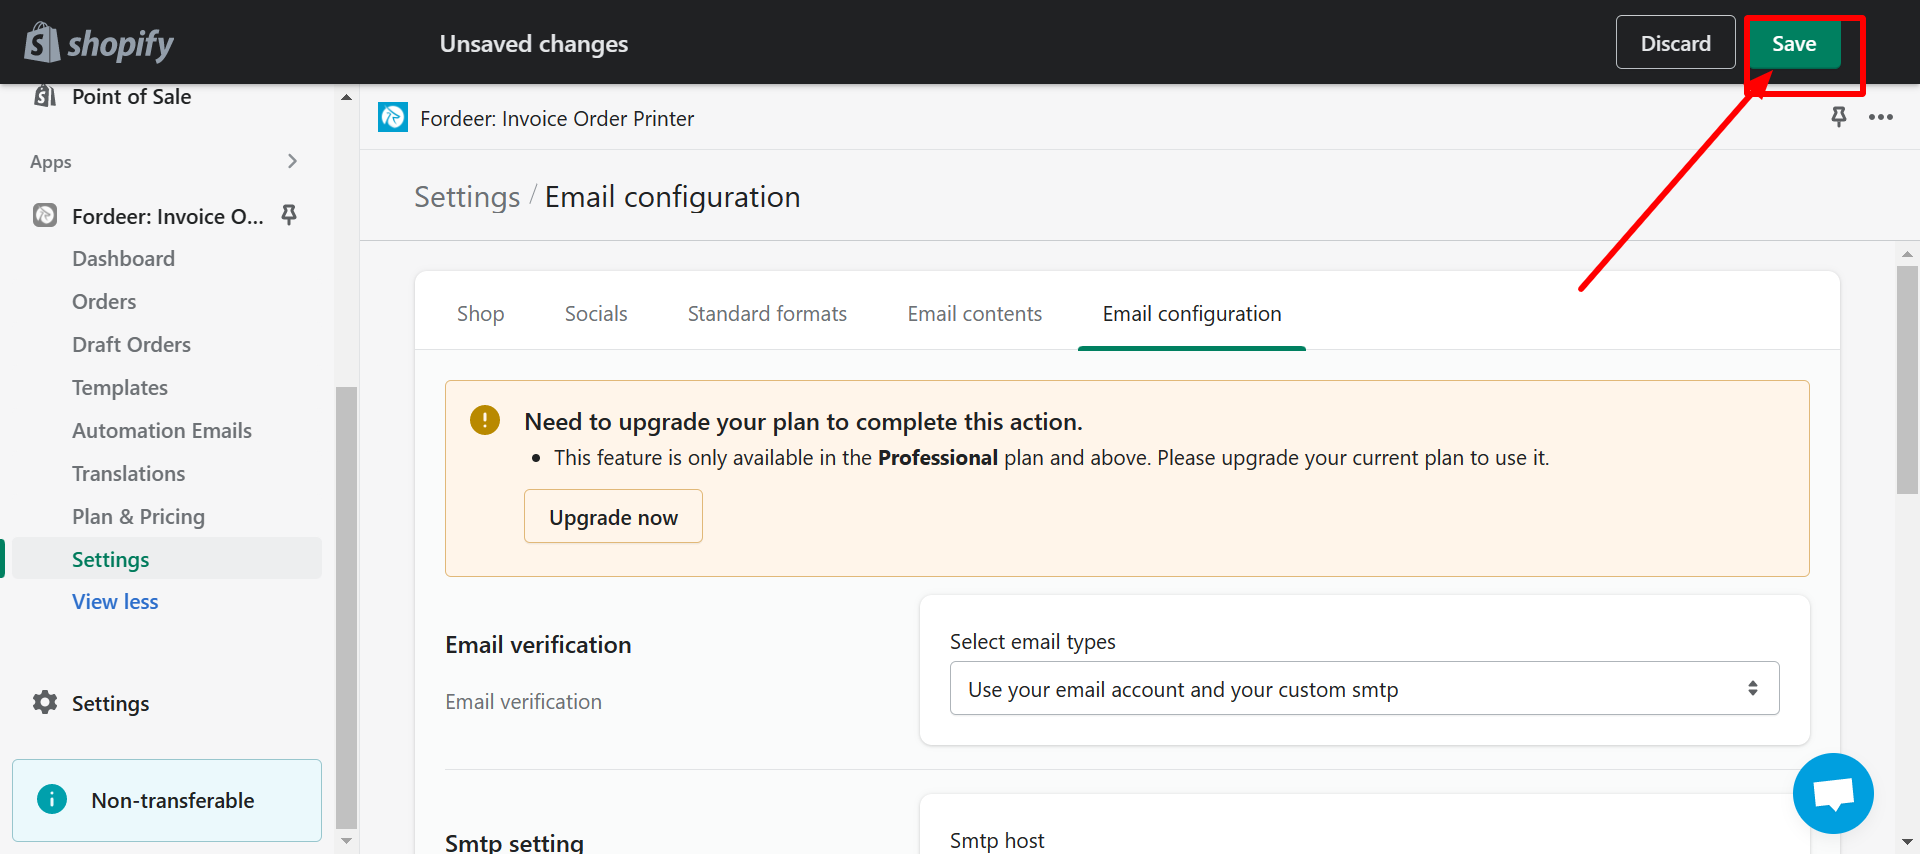 shopify
Unsaved changes
Discard
Save
Point of Sale
Apps
Fordeer: Invoice O...
Dashboard
Orders
Draft Orders
Templates
Automation Emails
Translations
Plan & Pricing
Settings
View less
Settings
Non-transferable
Fordeer: Invoice Order Printer
Settings / Email configuration
Shop
Socials
Standard formats
Email contents
Email configuration
Need to upgrade your plan to complete this action.
• This feature is only available in the Professional plan and above. Please upgrade your current plan to use it.
Upgrade now
Email verification
Email verification
Select email types
Use your email account and your custom smtp
Smtp setting
Smtp host